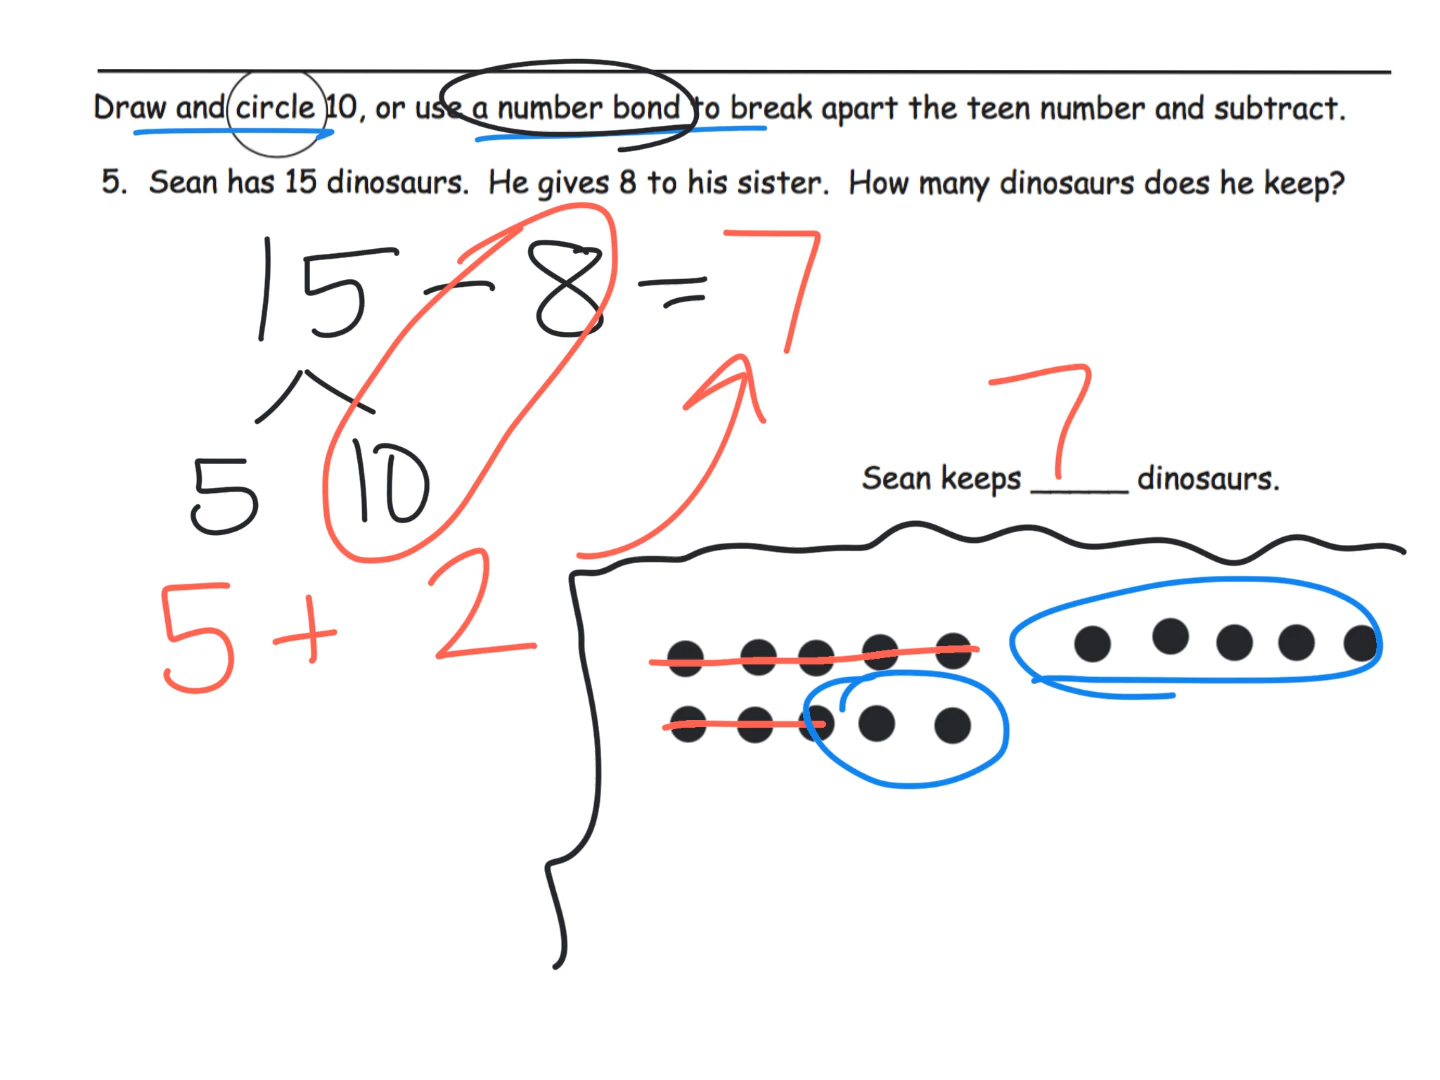 Draw and circle 10, or use a number bond to break apart the teen number and subtract.
5. Sean has 15 dinosaurs. He gives 8 to his sister. How many dinosaurs does he keep?
15 - 8 = 7
5 10
5 + 2
7
Sean keeps _____ dinosaurs.